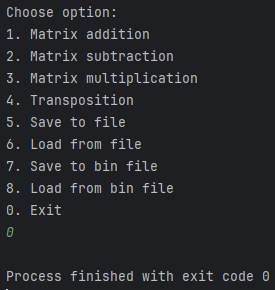 Choose option:
1. Matrix addition
2. Matrix subtraction
3. Matrix multiplication
4. Transposition
5. Save to file
6. Load from file
7. Save to bin file
8. Load from bin file
0. Exit
0
Process finished with exit code 0